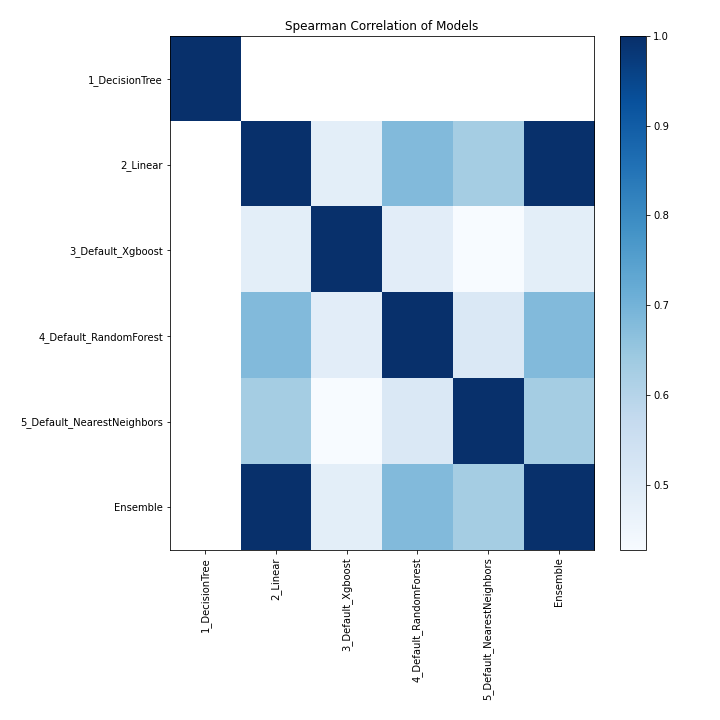 Spearman Correlation of Models
1_DecisionTree
2_Linear
3_Default_Xgboost
4_Default_RandomForest
5_Default_NearestNeighbors
Ensemble
1_DecisionTree
2_Linear
3_Default_Xgboost
4_Default_RandomForest
5_Default_NearestNeighbors
Ensemble
1.0
0.9
0.8
0.7
0.6
0.5